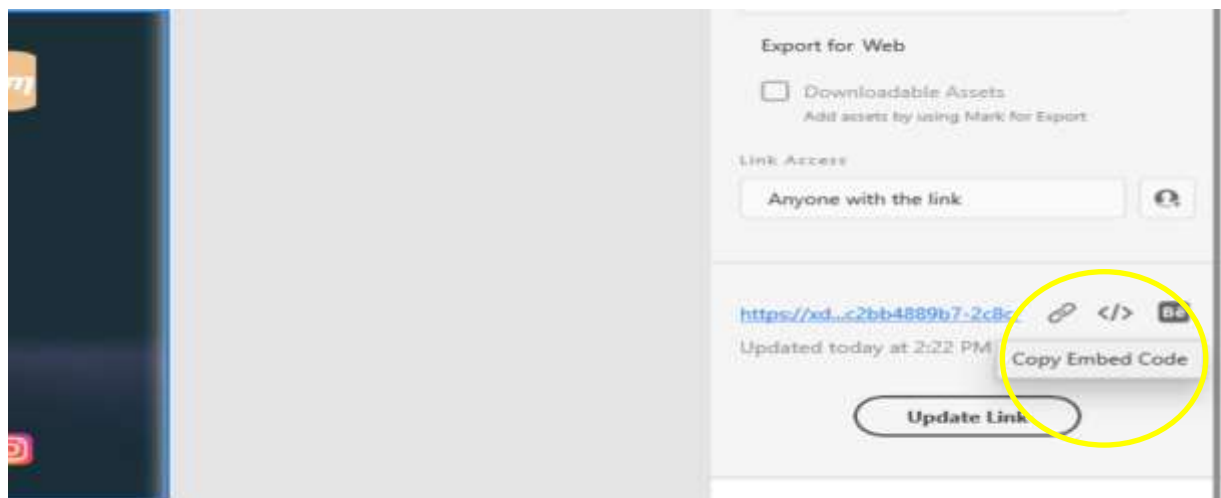 m
Export for Web
Downloadable Assets
Add assets by using Mark for Export
Link Access
Anyone with the link
https://xd...c2bb4889b7-2c8c/
</> Bē
Updated today at 2:22 PM
Copy Embed Code
Update Link